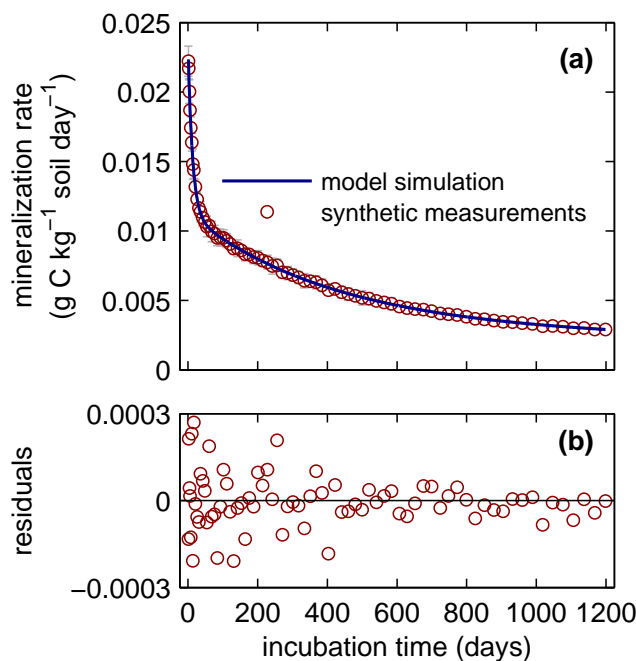 0.025
0.02
0.015
0.01
0.005
0
mineralization rate
(g C kg⁻¹ soil day⁻¹)
(a)
model simulation
synthetic measurements
0.0003
0
−0.0003
residuals
(b)
0 200 400 600 800 1000 1200
incubation time (days)